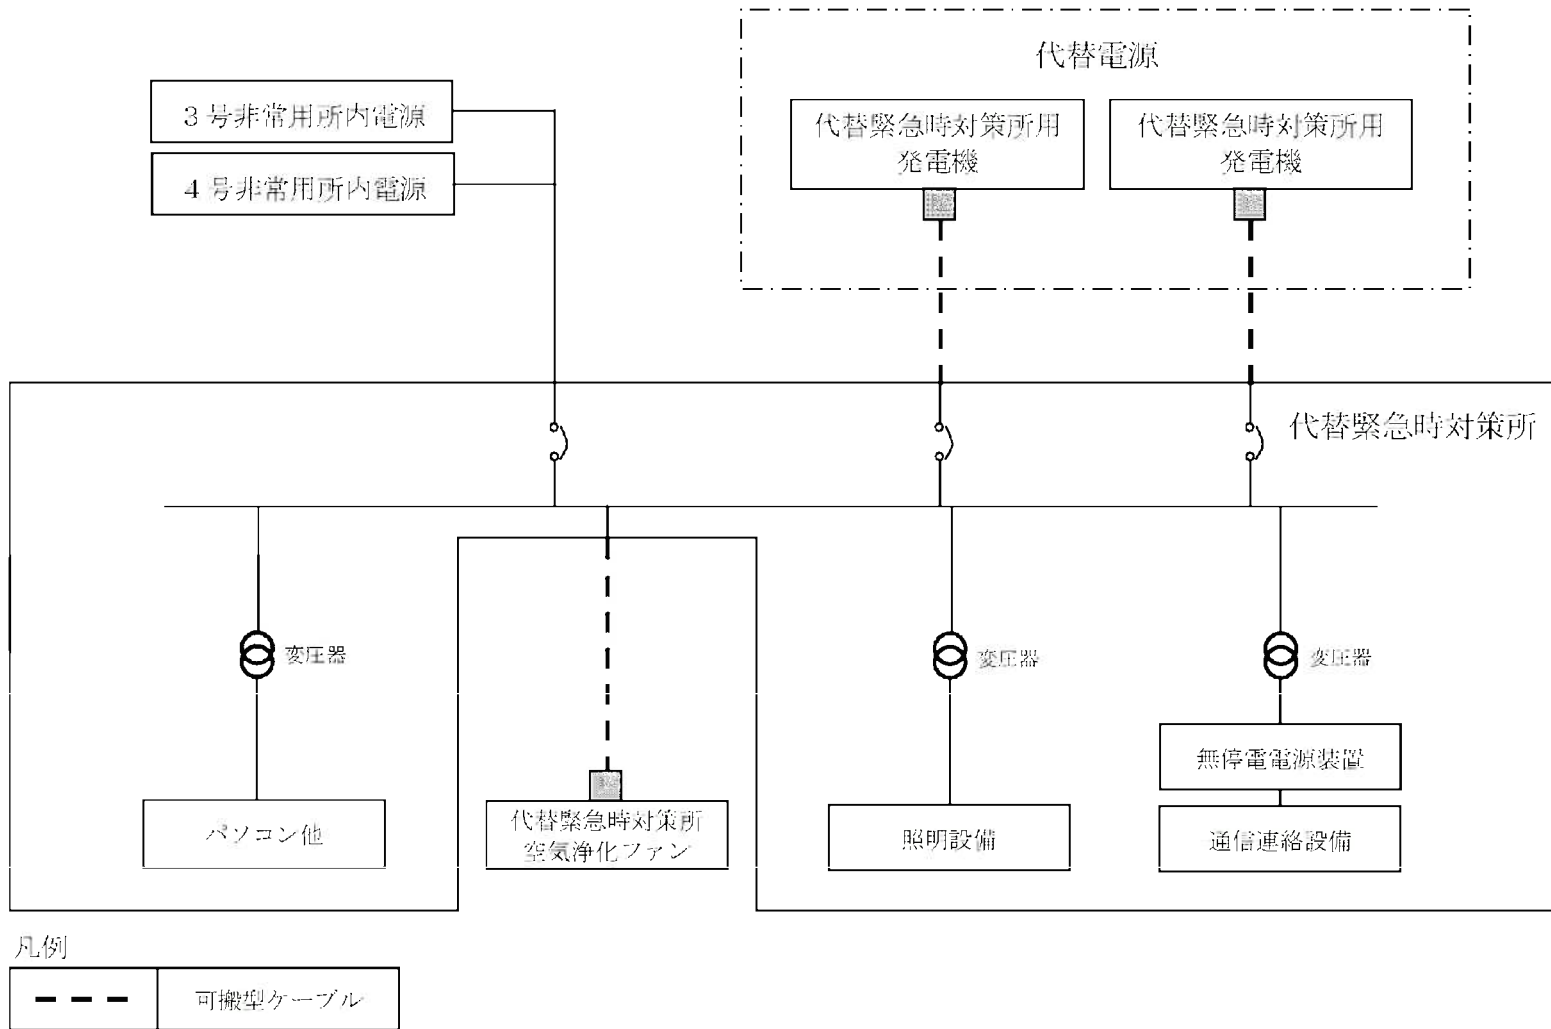 代替電源
3号非常用所内電源
4号非常用所内電源
代替緊急時対策所用
発電機
代替緊急時対策所用
発電機
代替緊急時対策所
変圧器
変圧器
変圧器
無停電電源装置
パソコン他
代替緊急時対策所
空気浄化ファン
照明設備
通信連絡設備
凡例
可搬型ケーブル